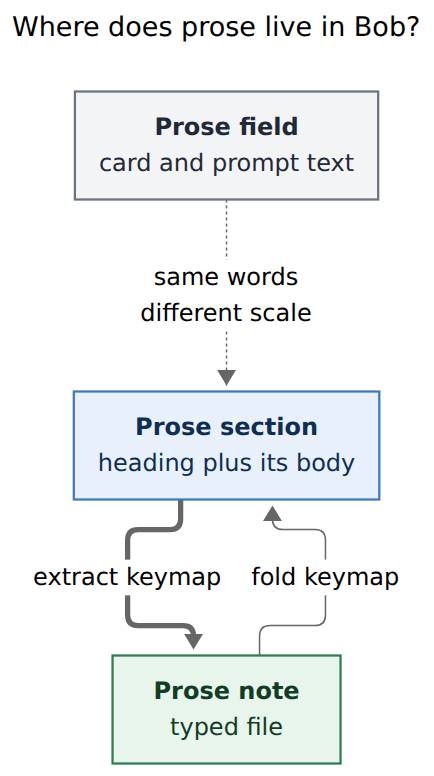 Where does prose live in Bob?
Prose field
card and prompt text
same words
different scale
Prose section
heading plus its body
extract keymap
fold keymap
Prose note
typed file